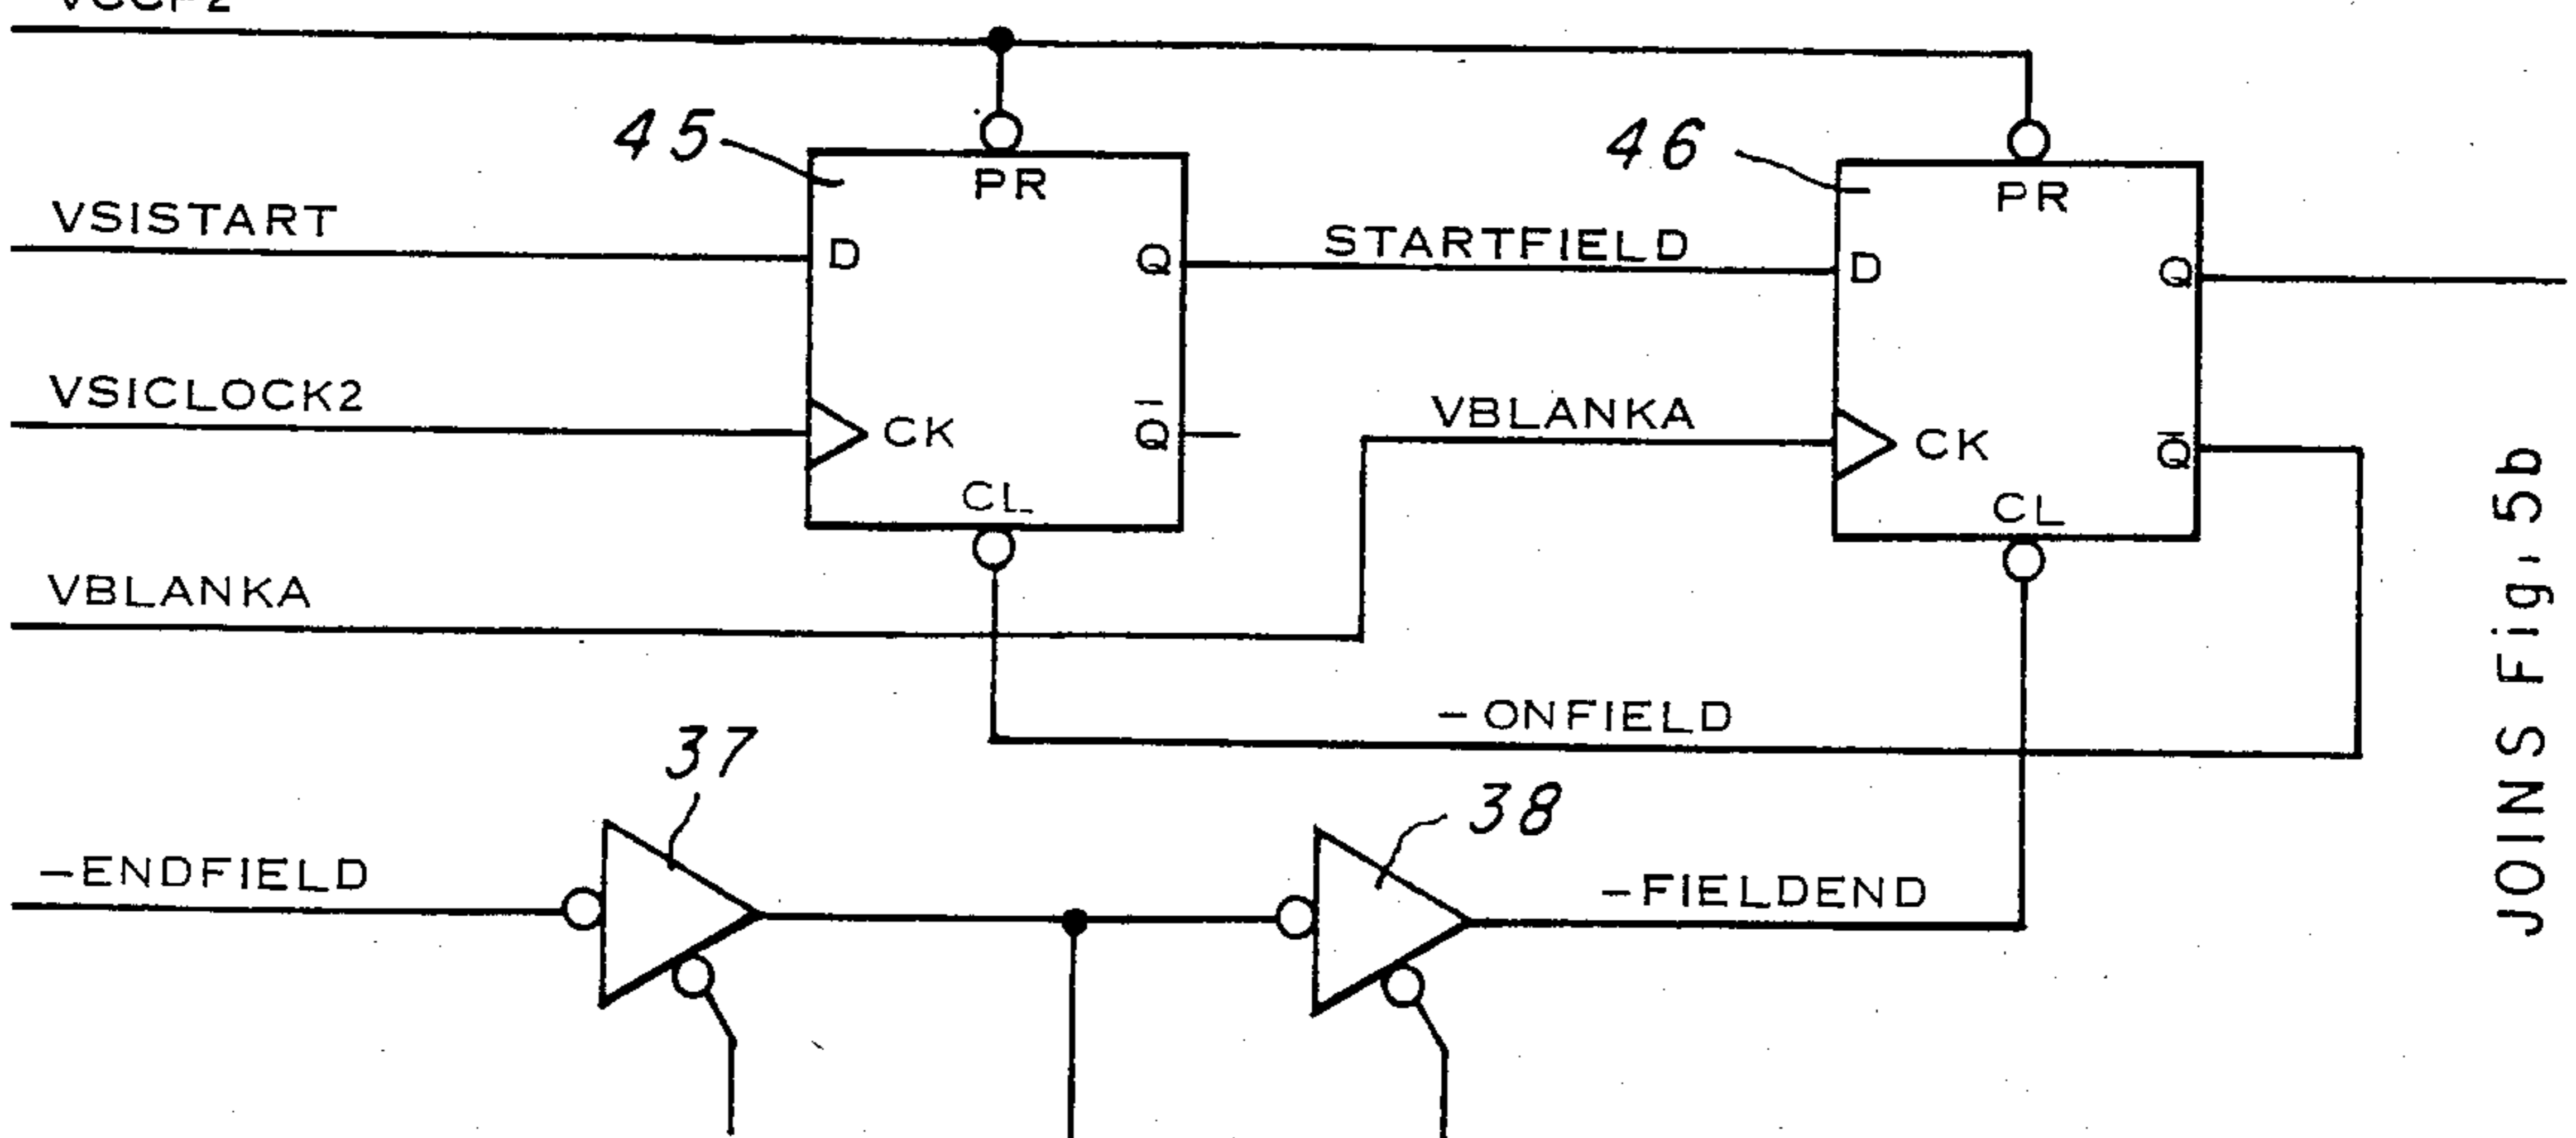 45
46
PR
PR
VSISTART
D
Q
STARTFIELD
D
Q
VSICLOCK2
CK
Q̅
VBLANKA
CK
Q̅
CL
CL
VBLANKA
-ONFIELD
37
38
-ENDFIELD
-FIELDEND
JOINS Fig. 5b